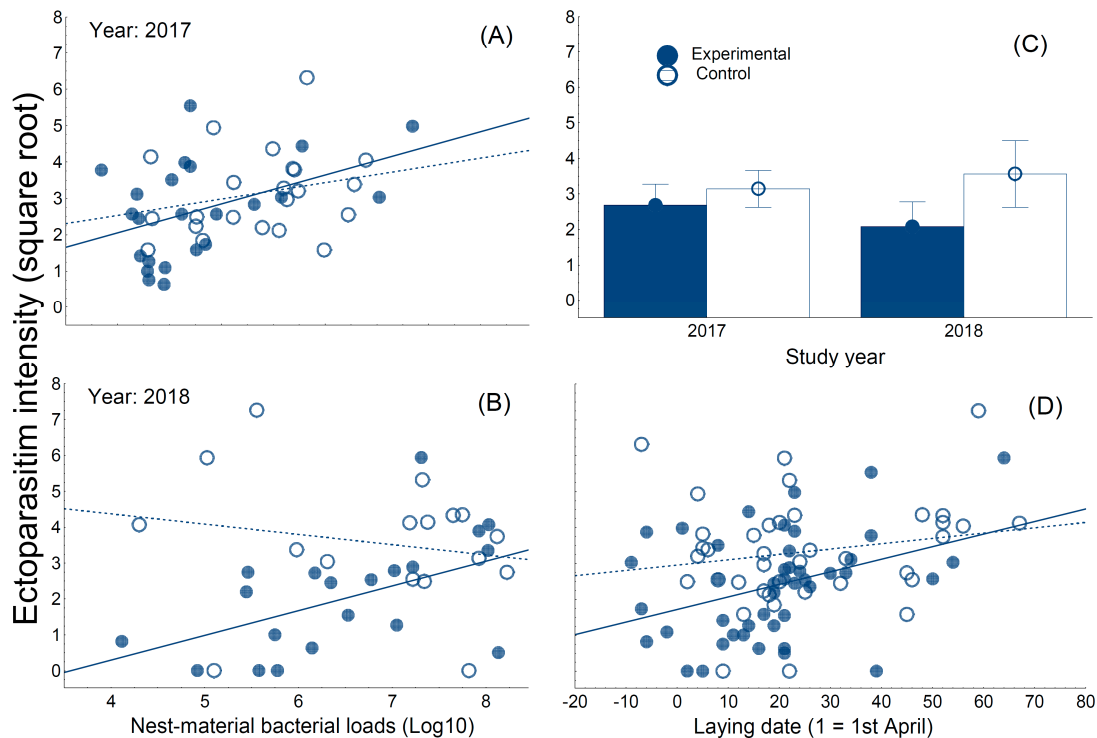 Ectoparasitim intensity (square root)
Year: 2017
(A)
8
7
6
5
4
3
2
1
0
(C)
Experimental
Control
8
7
6
5
4
3
2
1
0
2017
2018
Study year
Year: 2018
(B)
8
7
6
5
4
3
2
1
0
4 5 6 7 8
Nest-material bacterial loads (Log10)
(D)
-20 -10 0 10 20 30 40 50 60 70 80
Laying date (1 = 1st April)